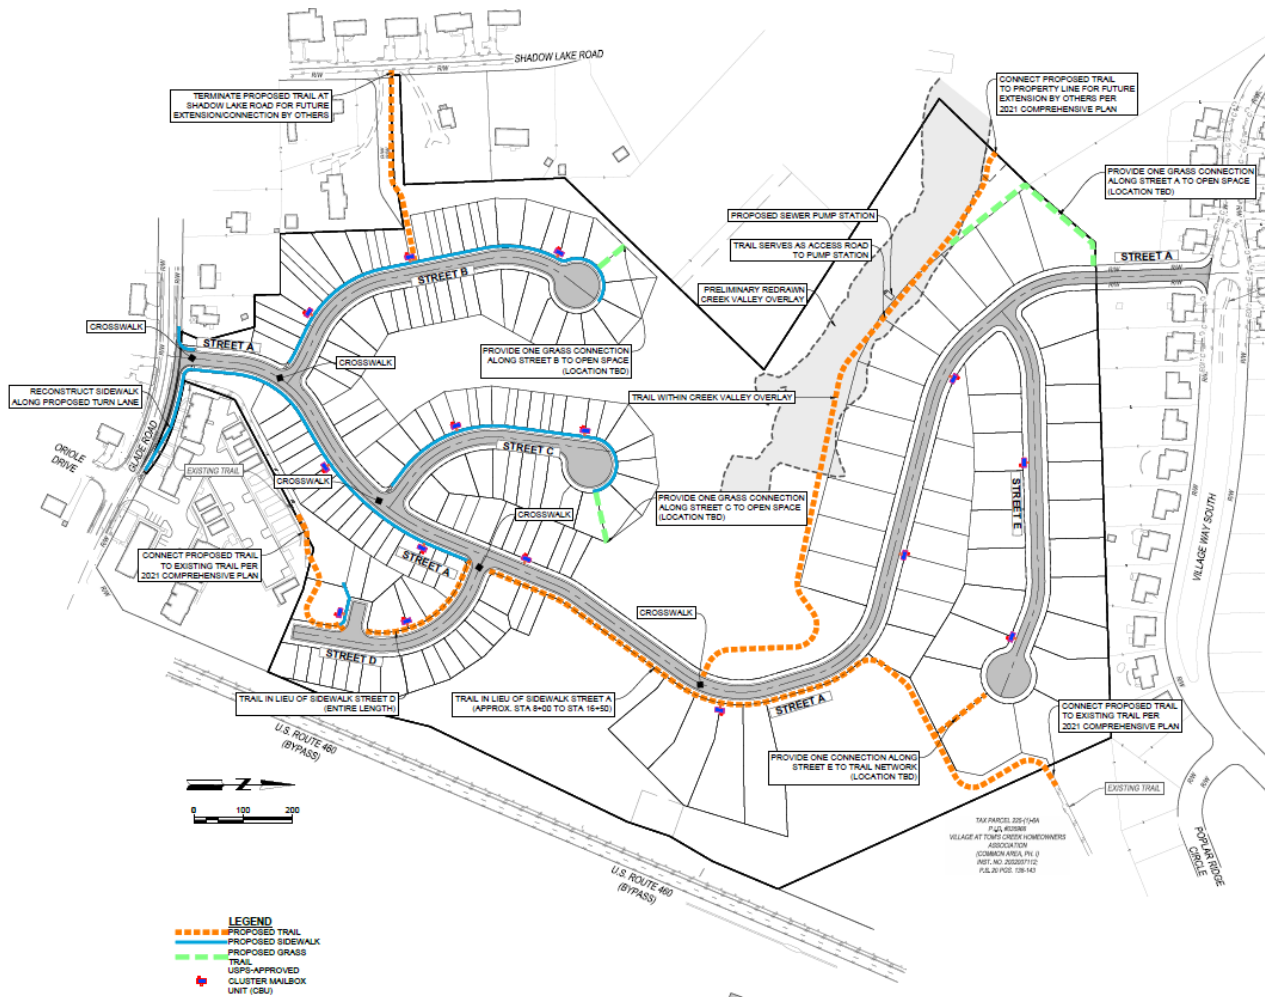 SHADOW LAKE ROAD
R/W
R/W
TERMINATE PROPOSED TRAIL AT
SHADOW LAKE ROAD FOR FUTURE
EXTENSION/CONNECTION BY OTHERS
CONNECT PROPOSED TRAIL
TO PROPERTY LINE FOR FUTURE
EXTENSION BY OTHERS PER
2021 COMPREHENSIVE PLAN
PROVIDE ONE GRASS CONNECTION
ALONG STREET A TO OPEN SPACE
(LOCATION TBD)
PROPOSED SEWER PUMP STATION
TRAIL SERVES AS ACCESS ROAD
TO PUMP STATION
PRELIMINARY REDRAWN
CREEK VALLEY OVERLAY
STREET A
R/W
R/W
STREET B
CROSSWALK
STREET A
CROSSWALK
PROVIDE ONE GRASS CONNECTION
ALONG STREET B TO OPEN SPACE
(LOCATION TBD)
RECONSTRUCT SIDEWALK
ALONG PROPOSED TURN LANE
TRAIL WITHIN CREEK VALLEY OVERLAY
GLADE ROAD
ORIOLE
DRIVE
EXISTING TRAIL
CROSSWALK
STREET C
PROVIDE ONE GRASS CONNECTION
ALONG STREET C TO OPEN SPACE
(LOCATION TBD)
STREET E
CROSSWALK
VILLAGE WAY SOUTH
CONNECT PROPOSED TRAIL
TO EXISTING TRAIL PER
2021 COMPREHENSIVE PLAN
STREET A
CROSSWALK
STREET D
TRAIL IN LIEU OF SIDEWALK STREET D
(ENTIRE LENGTH)
TRAIL IN LIEU OF SIDEWALK STREET A
(APPROX. STA 8+00 TO STA 16+50)
STREET A
CONNECT PROPOSED TRAIL
TO EXISTING TRAIL PER
2021 COMPREHENSIVE PLAN
PROVIDE ONE CONNECTION ALONG
STREET E TO TRAIL NETWORK
(LOCATION TBD)
U.S. ROUTE 460
(BYPASS)
EXISTING TRAIL
Z
0 100 200
VILLAGE AT TOM'S CREEK HOMEOWNERS
ASSOCIATION
(COMMON AREA, PH. I)
POPLAR RIDGE
CIRCLE
U.S. ROUTE 460
(BYPASS)
LEGEND
PROPOSED TRAIL
PROPOSED SIDEWALK
PROPOSED GRASS
TRAIL
USPS-APPROVED
CLUSTER MAILBOX
UNIT (CBU)